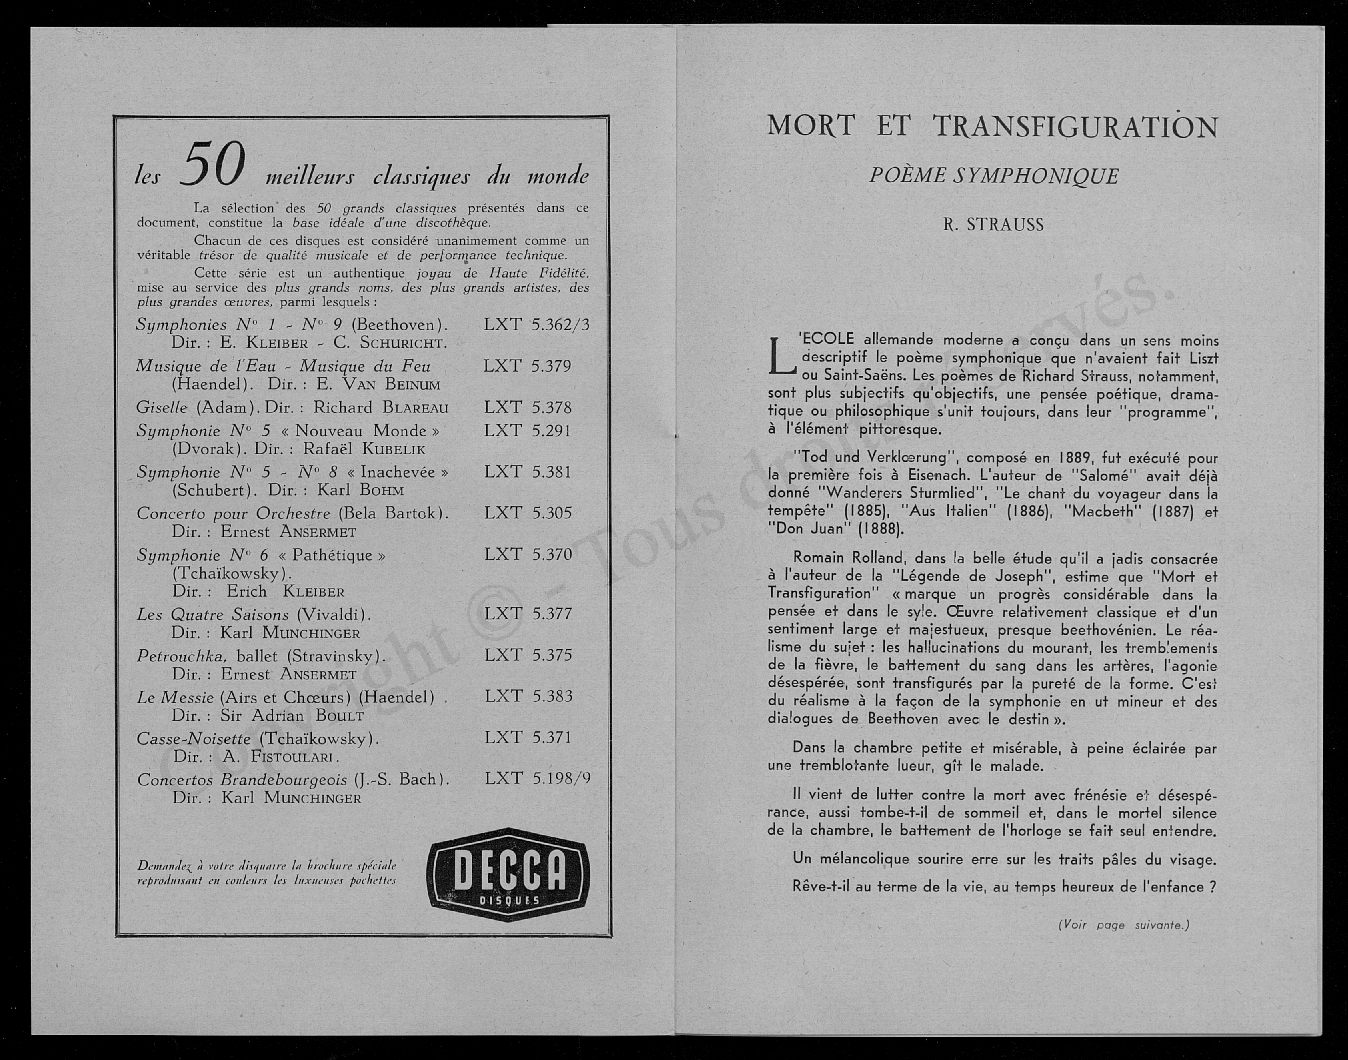 les 50 meilleurs classiques du monde
La sélection des 50 grands classiques présentés dans ce
document, constitue la base idéale d'une discothèque.
Chacun de ces disques est considéré unanimement comme un
véritable trésor de qualité musicale et de performance technique.
Cette série est un authentique joyau de Haute Fidélité,
mise au service des plus grands noms, des plus grands artistes, des
plus grandes œuvres, parmi lesquels :
Symphonies N° 1 - N° 9 (Beethoven). LXT 5.362/3
Dir. : E. KLEIBER - C. SCHURICHT.
Musique de l'Eau - Musique du Feu LXT 5.379
(Haendel). Dir. : E. VAN BEINUM
Giselle (Adam). Dir. : Richard BLAREAU LXT 5.378
Symphonie N° 5 « Nouveau Monde » LXT 5.291
(Dvorak). Dir. : Rafaël KUBELIK
Symphonie N° 5 - N° 8 « Inachevée » LXT 5.381
(Schubert). Dir. : Karl BOHM
Concerto pour Orchestre (Bela Bartok). LXT 5.305
Dir. : Ernest ANSERMET
Symphonie N° 6 « Pathétique » LXT 5.370
(Tchaïkowsky).
Dir. : Erich KLEIBER
Les Quatre Saisons (Vivaldi). LXT 5.377
Dir. : Karl MUNCHINGER
Petrouchka, ballet (Stravinsky). LXT 5.375
Dir. : Ernest ANSERMET
Le Messie (Airs et Chœurs) (Haendel) . LXT 5.383
Dir. : Sir Adrian BOULT
Casse-Noisette (Tchaïkowsky). LXT 5.371
Dir. : A. FISTOULARI.
Concertos Brandebourgeois (J.-S. Bach). LXT 5.198/9
Dir. : Karl MUNCHINGER
Demandez à votre disquaire la brochure spéciale
reproduisant en couleurs les luxueuses pochettes
DECCA
DISQUES
MORT ET TRANSFIGURATION
POÈME SYMPHONIQUE
R. STRAUSS
L'ECOLE allemande moderne a conçu dans un sens moins
descriptif le poème symphonique que n'avaient fait Liszt
ou Saint-Saëns. Les poèmes de Richard Strauss, notamment,
sont plus subjectifs qu'objectifs, une pensée poétique, drama-
tique ou philosophique s'unit toujours, dans leur "programme",
à l'élément pittoresque.
"Tod und Verklœrung", composé en 1889, fut exécuté pour
la première fois à Eisenach. L'auteur de "Salomé" avait déjà
donné "Wanderers Sturmlied", "Le chant du voyageur dans la
tempête" (1885), "Aus Italien" (1886), "Macbeth" (1887) et
"Don Juan" (1888).
Romain Rolland, dans la belle étude qu'il a jadis consacrée
à l'auteur de la "Légende de Joseph", estime que "Mort et
Transfiguration" « marque un progrès considérable dans la
pensée et dans le syle. Œuvre relativement classique et d'un
sentiment large et majestueux, presque beethovénien. Le réa-
lisme du sujet : les hallucinations du mourant, les tremblements
de la fièvre, le battement du sang dans les artères, l'agonie
désespérée, sont transfigurés par la pureté de la forme. C'est
du réalisme à la façon de la symphonie en ut mineur et des
dialogues de Beethoven avec le destin ».
Dans la chambre petite et misérable, à peine éclairée par
une tremblotante lueur, gît le malade.
Il vient de lutter contre la mort avec frénésie et désespé-
rance, aussi tombe-t-il de sommeil et, dans le mortel silence
de la chambre, le battement de l'horloge se fait seul entendre.
Un mélancolique sourire erre sur les traits pâles du visage.
Rêve-t-il au terme de la vie, au temps heureux de l'enfance ?
(Voir page suivante.)
Copyright © - Tous droits réservés.